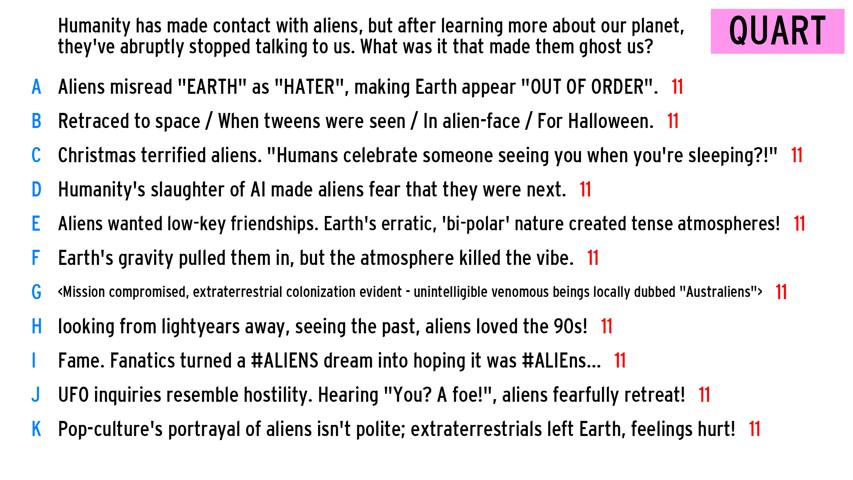 Humanity has made contact with aliens, but after learning more about our planet,
they've abruptly stopped talking to us. What was it that made them ghost us?
QUART
A Aliens misread "EARTH" as "HATER", making Earth appear "OUT OF ORDER". 11
B Retraced to space / When tweens were seen / In alien-face / For Halloween. 11
C Christmas terrified aliens. "Humans celebrate someone seeing you when you're sleeping?!" 11
D Humanity's slaughter of AI made aliens fear that they were next. 11
E Aliens wanted low-key friendships. Earth's erratic, 'bi-polar' nature created tense atmospheres! 11
F Earth's gravity pulled them in, but the atmosphere killed the vibe. 11
G <Mission compromised, extraterrestrial colonization evident - unintelligible venomous beings locally dubbed "Australiens"> 11
H looking from lightyears away, seeing the past, aliens loved the 90s! 11
I Fame. Fanatics turned a #ALIENS dream into hoping it was #ALIEns... 11
J UFO inquiries resemble hostility. Hearing "You? A foe!", aliens fearfully retreat! 11
K Pop-culture's portrayal of aliens isn't polite; extraterrestrials left Earth, feelings hurt! 11